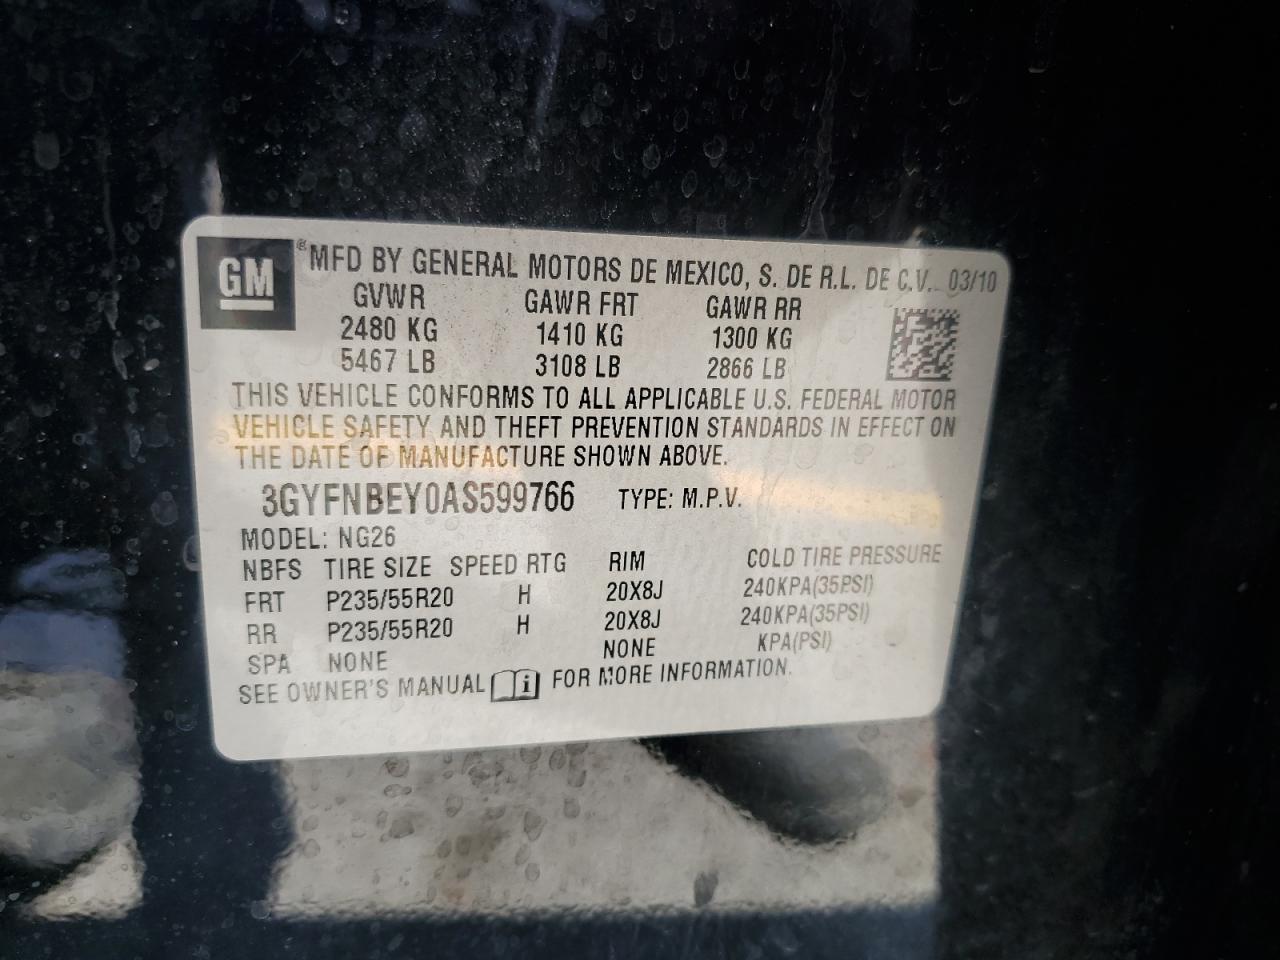 GM
® MFD BY GENERAL MOTORS DE MEXICO, S. DE R.L. DE C.V. 03/10
GVWR GAWR FRT GAWR RR
2480 KG 1410 KG 1300 KG
5467 LB 3108 LB 2866 LB
THIS VEHICLE CONFORMS TO ALL APPLICABLE U.S. FEDERAL MOTOR
VEHICLE SAFETY AND THEFT PREVENTION STANDARDS IN EFFECT ON
THE DATE OF MANUFACTURE SHOWN ABOVE.
3GYFNBEY0AS599766 TYPE: M.P.V.
MODEL: NG26
NBFS TIRE SIZE SPEED RTG RIM COLD TIRE PRESSURE
FRT P235/55R20 H 20X8J 240KPA(35PSI)
RR P235/55R20 H 20X8J 240KPA(35PSI)
SPA NONE NONE KPA(PSI)
SEE OWNER'S MANUAL i FOR MORE INFORMATION.